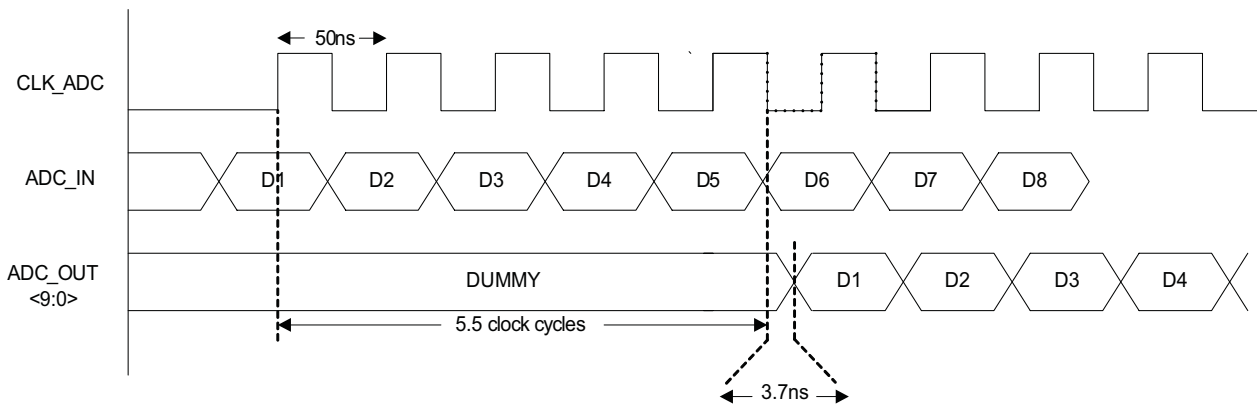 50ns
CLK_ADC
ADC_IN
D1 D2 D3 D4 D5 D6 D7 D8
ADC_OUT
<9:0>
DUMMY
D1 D2 D3 D4
5.5 clock cycles
3.7ns